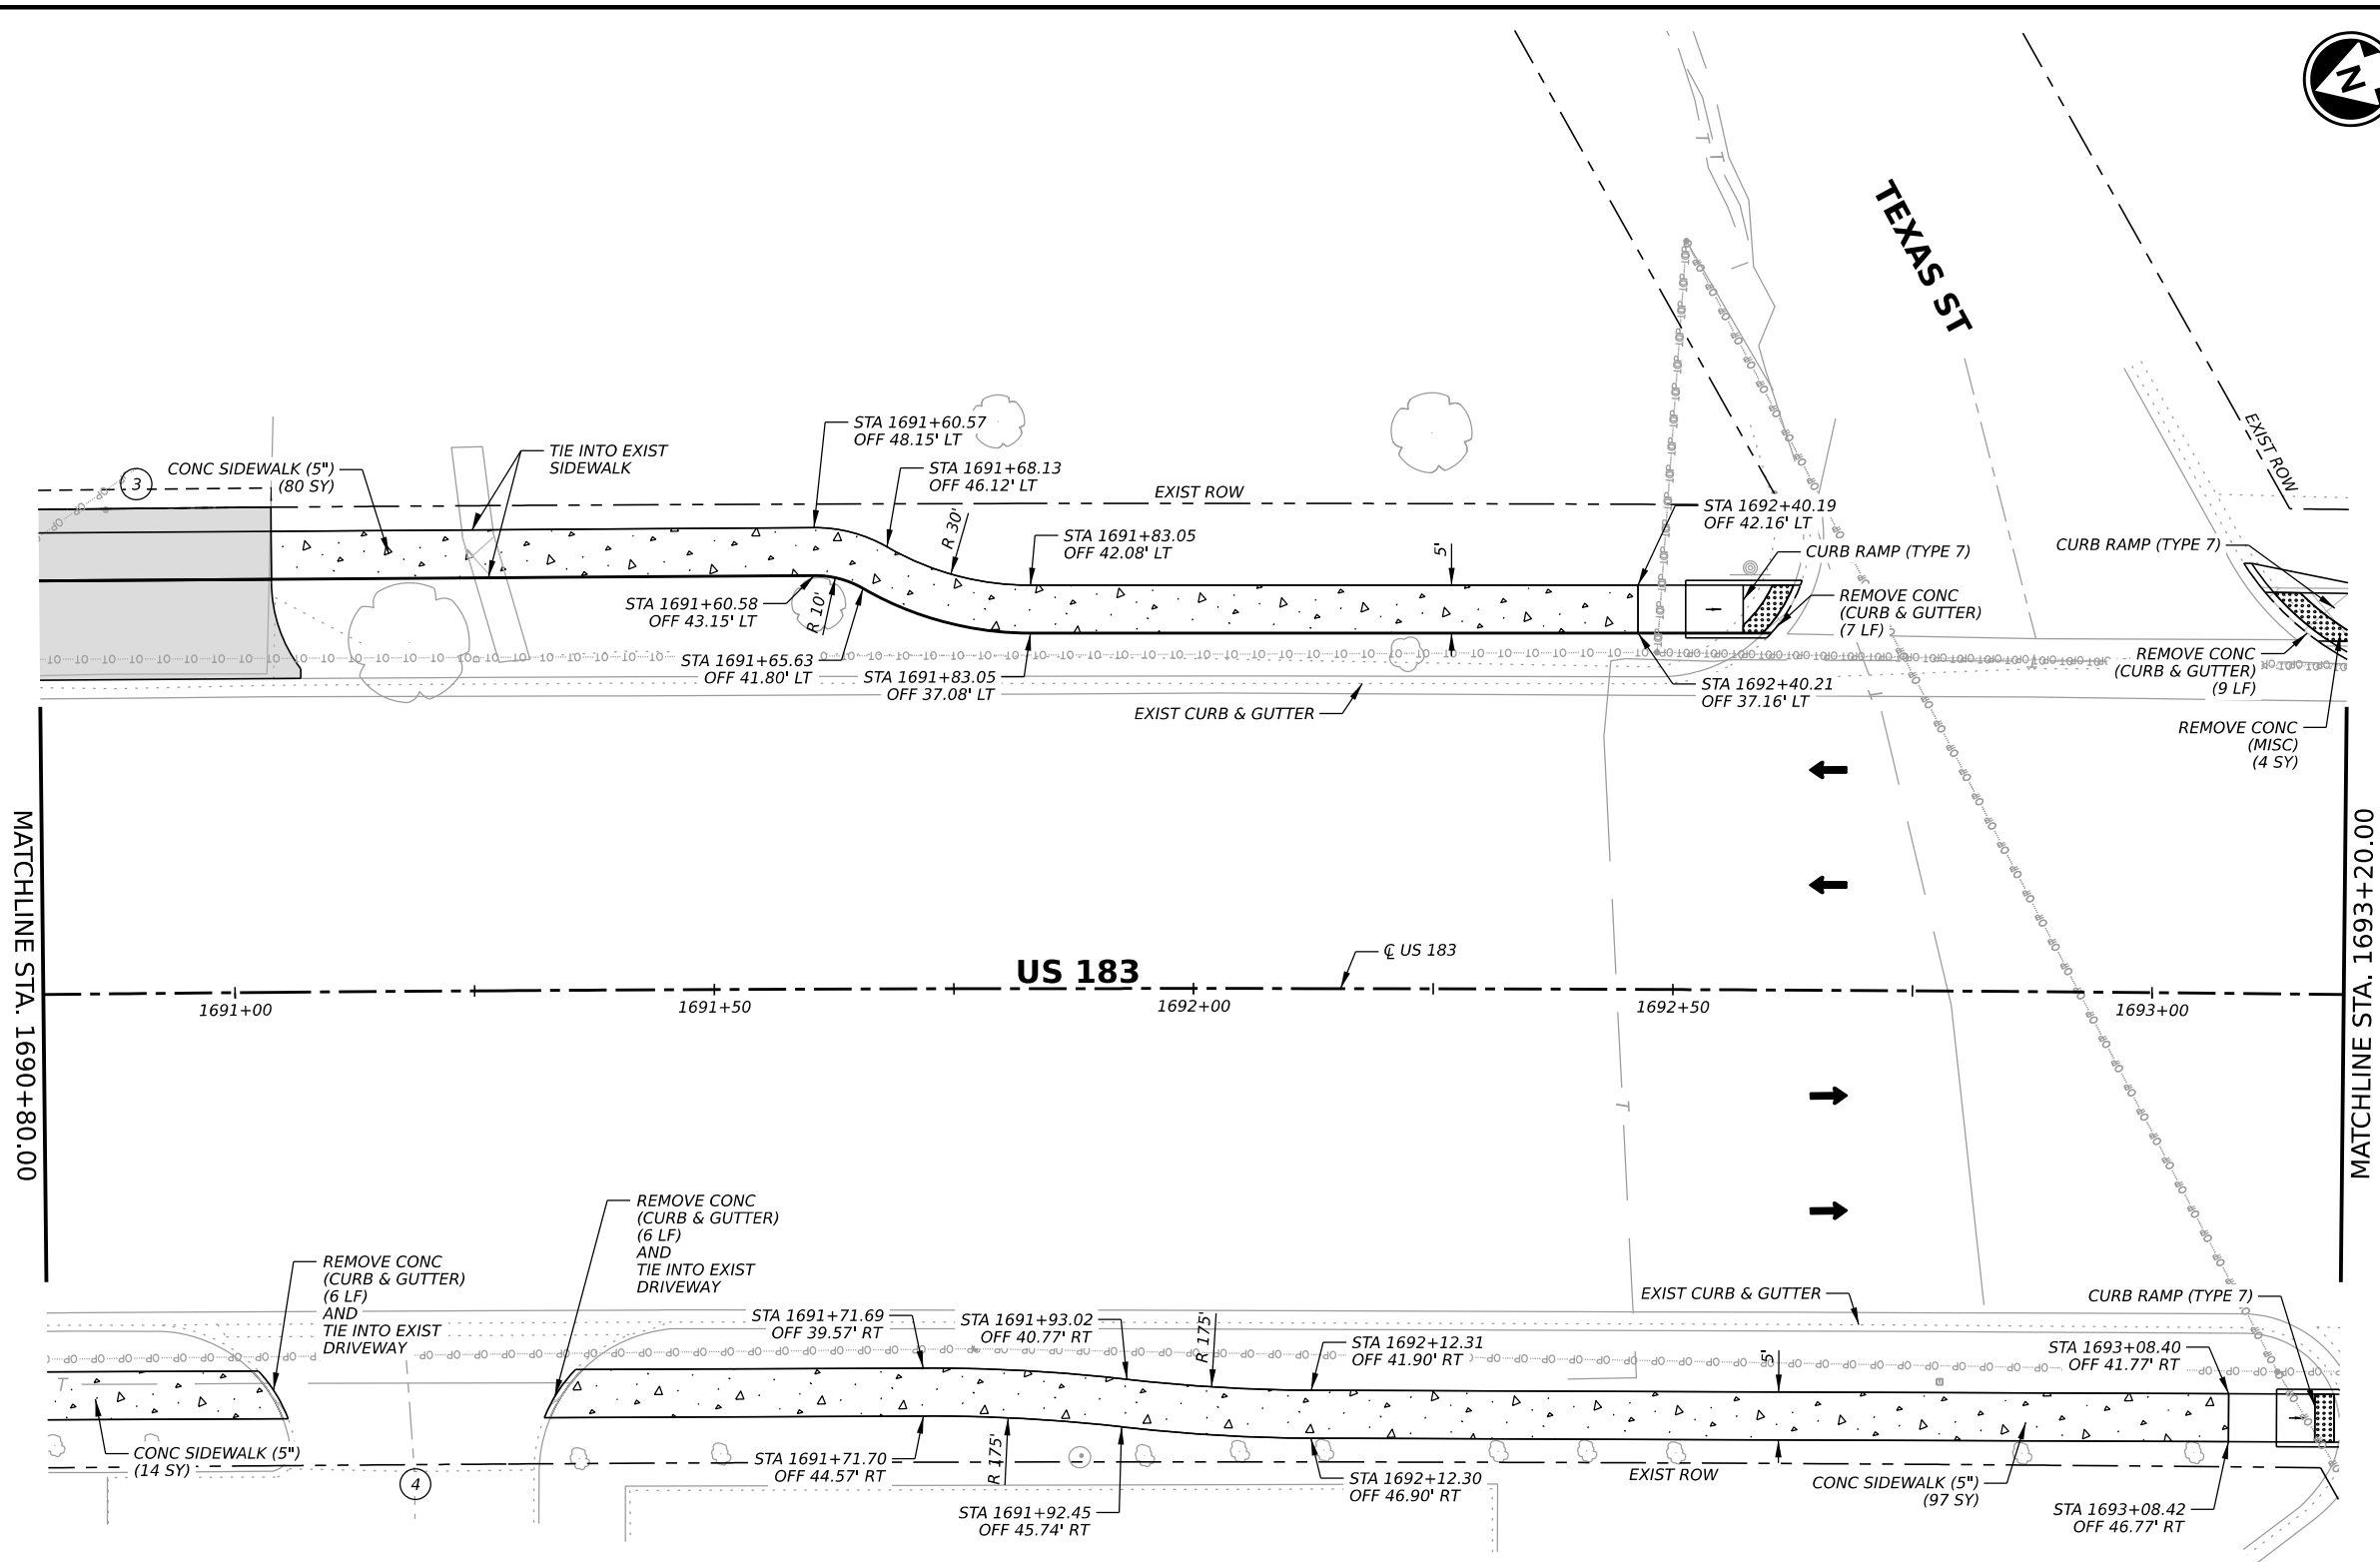 N
TEXAS ST
EXIST ROW
STA 1691+60.57
OFF 48.15' LT
TIE INTO EXIST
SIDEWALK
3
CONC SIDEWALK (5")
(80 SY)
STA 1691+68.13
OFF 46.12' LT
R 30'
EXIST ROW
STA 1691+83.05
OFF 42.08' LT
5'
STA 1692+40.19
OFF 42.16' LT
CURB RAMP (TYPE 7)
CURB RAMP (TYPE 7)
REMOVE CONC
(CURB & GUTTER)
(7 LF)
STA 1691+60.58
OFF 43.15' LT
R 10'
STA 1691+65.63
OFF 41.80' LT
STA 1691+83.05
OFF 37.08' LT
EXIST CURB & GUTTER
STA 1692+40.21
OFF 37.16' LT
REMOVE CONC
(CURB & GUTTER)
(9 LF)
REMOVE CONC
(MISC)
(4 SY)
MATCHLINE STA. 1690+80.00
MATCHLINE STA. 1693+20.00
US 183
℄ US 183
1691+00
1691+50
1692+00
1692+50
1693+00
REMOVE CONC
(CURB & GUTTER)
(6 LF)
AND
TIE INTO EXIST
DRIVEWAY
REMOVE CONC
(CURB & GUTTER)
(6 LF)
AND
TIE INTO EXIST
DRIVEWAY
STA 1691+71.69
OFF 39.57' RT
STA 1691+93.02
OFF 40.77' RT
R 175'
STA 1692+12.31
OFF 41.90' RT
EXIST CURB & GUTTER
CURB RAMP (TYPE 7)
5'
STA 1693+08.40
OFF 41.77' RT
CONC SIDEWALK (5")
(14 SY)
4
STA 1691+71.70
OFF 44.57' RT
R 175'
STA 1691+92.45
OFF 45.74' RT
STA 1692+12.30
OFF 46.90' RT
EXIST ROW
CONC SIDEWALK (5")
(97 SY)
STA 1693+08.42
OFF 46.77' RT